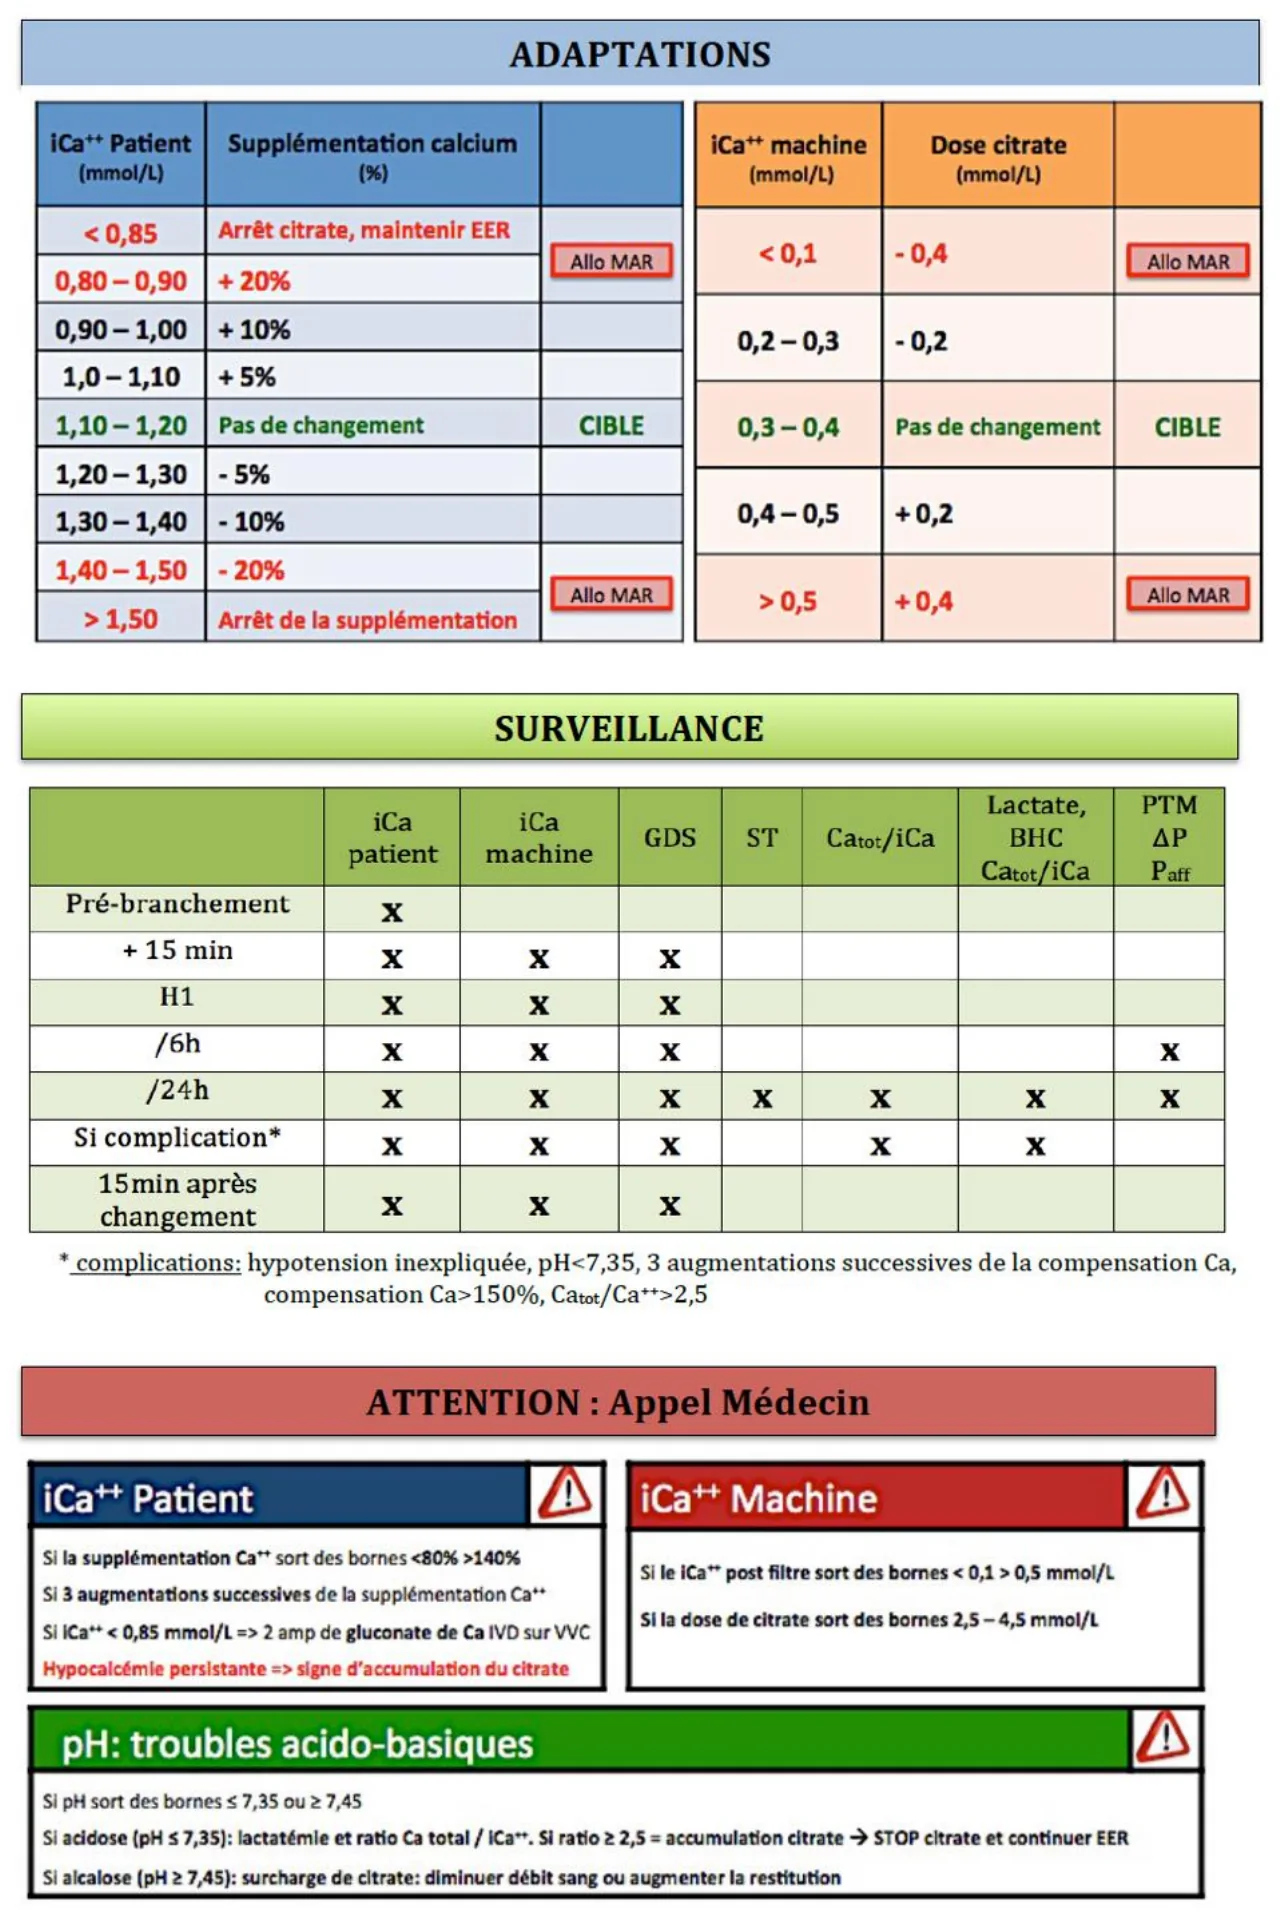 ADAPTATIONS
iCa⁺⁺ Patient (mmol/L) Supplémentation calcium (%)
< 0,85 Arrêt citrate, maintenir EER
Allo MAR
0,80 – 0,90 + 20%
0,90 – 1,00 + 10%
1,0 – 1,10 + 5%
1,10 – 1,20 Pas de changement CIBLE
1,20 – 1,30 - 5%
1,30 – 1,40 - 10%
1,40 – 1,50 - 20%
Allo MAR
> 1,50 Arrêt de la supplémentation
iCa⁺⁺ machine (mmol/L) Dose citrate (mmol/L)
< 0,1 - 0,4 Allo MAR
0,2 – 0,3 - 0,2
0,3 – 0,4 Pas de changement CIBLE
0,4 – 0,5 + 0,2
> 0,5 + 0,4 Allo MAR
SURVEILLANCE
iCa patient iCa machine GDS ST Catot/iCa Lactate, BHC Catot/iCa PTM ΔP Paff
Pré-branchement x
+ 15 min x x x
H1 x x x
/6h x x x x
/24h x x x x x x x
Si complication* x x x x x
15min après changement x x x
* complications: hypotension inexpliquée, pH<7,35, 3 augmentations successives de la compensation Ca,
compensation Ca>150%, Catot/Ca⁺⁺>2,5
ATTENTION : Appel Médecin
iCa⁺⁺ Patient
Si la supplémentation Ca⁺⁺ sort des bornes <80% >140%
Si 3 augmentations successives de la supplémentation Ca⁺⁺
Si iCa⁺⁺ < 0,85 mmol/L => 2 amp de gluconate de Ca IVD sur VVC
Hypocalcémie persistante => signe d'accumulation du citrate
iCa⁺⁺ Machine
Si le iCa⁺⁺ post filtre sort des bornes < 0,1 > 0,5 mmol/L
Si la dose de citrate sort des bornes 2,5 – 4,5 mmol/L
pH: troubles acido-basiques
Si pH sort des bornes ≤ 7,35 ou ≥ 7,45
Si acidose (pH ≤ 7,35): lactatémie et ratio Ca total / iCa⁺⁺. Si ratio ≥ 2,5 = accumulation citrate → STOP citrate et continuer EER
Si alcalose (pH ≥ 7,45): surcharge de citrate: diminuer débit sang ou augmenter la restitution